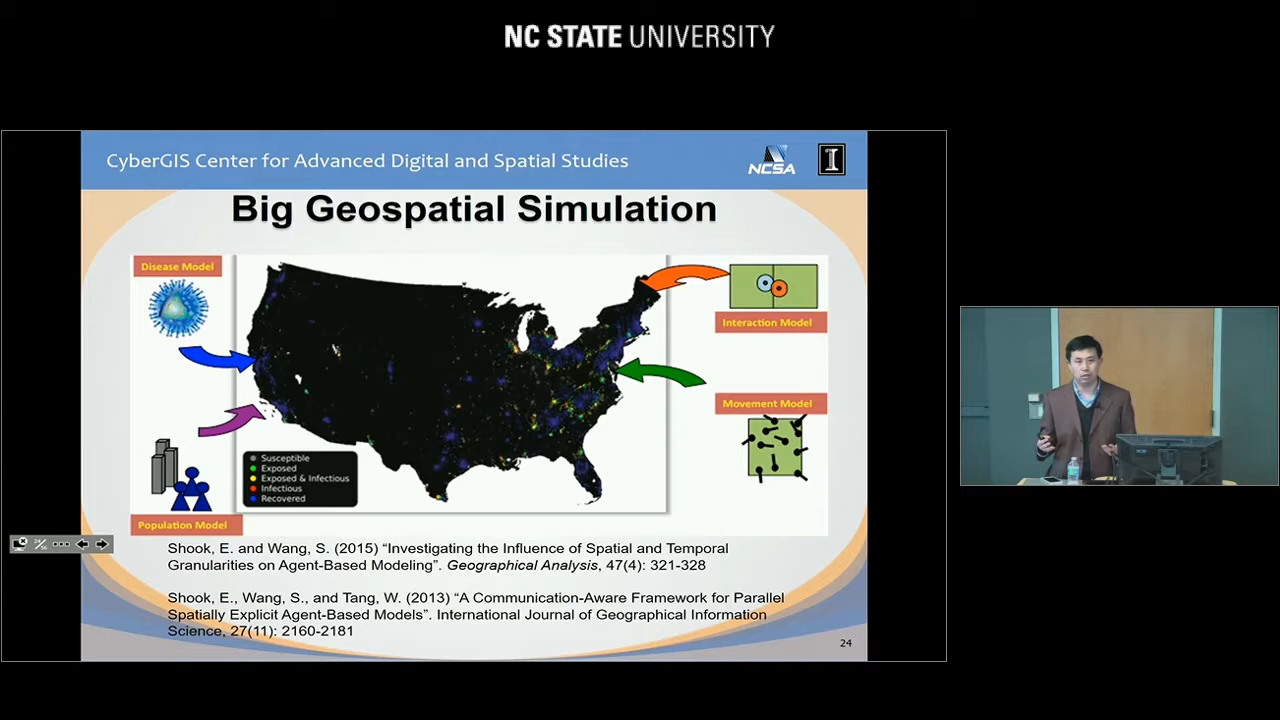 NC STATE UNIVERSITY
CyberGIS Center for Advanced Digital and Spatial Studies
NCSA
I
Big Geospatial Simulation
Disease Model
Interaction Model
Movement Model
Susceptible
Exposed
Exposed & Infectious
Infectious
Recovered
Population Model
Shook, E. and Wang, S. (2015) “Investigating the Influence of Spatial and Temporal
Granularities on Agent-Based Modeling”. Geographical Analysis, 47(4): 321-328
Shook, E., Wang, S., and Tang, W. (2013) “A Communication-Aware Framework for Parallel
Spatially Explicit Agent-Based Models”. International Journal of Geographical Information
Science, 27(11): 2160-2181
24